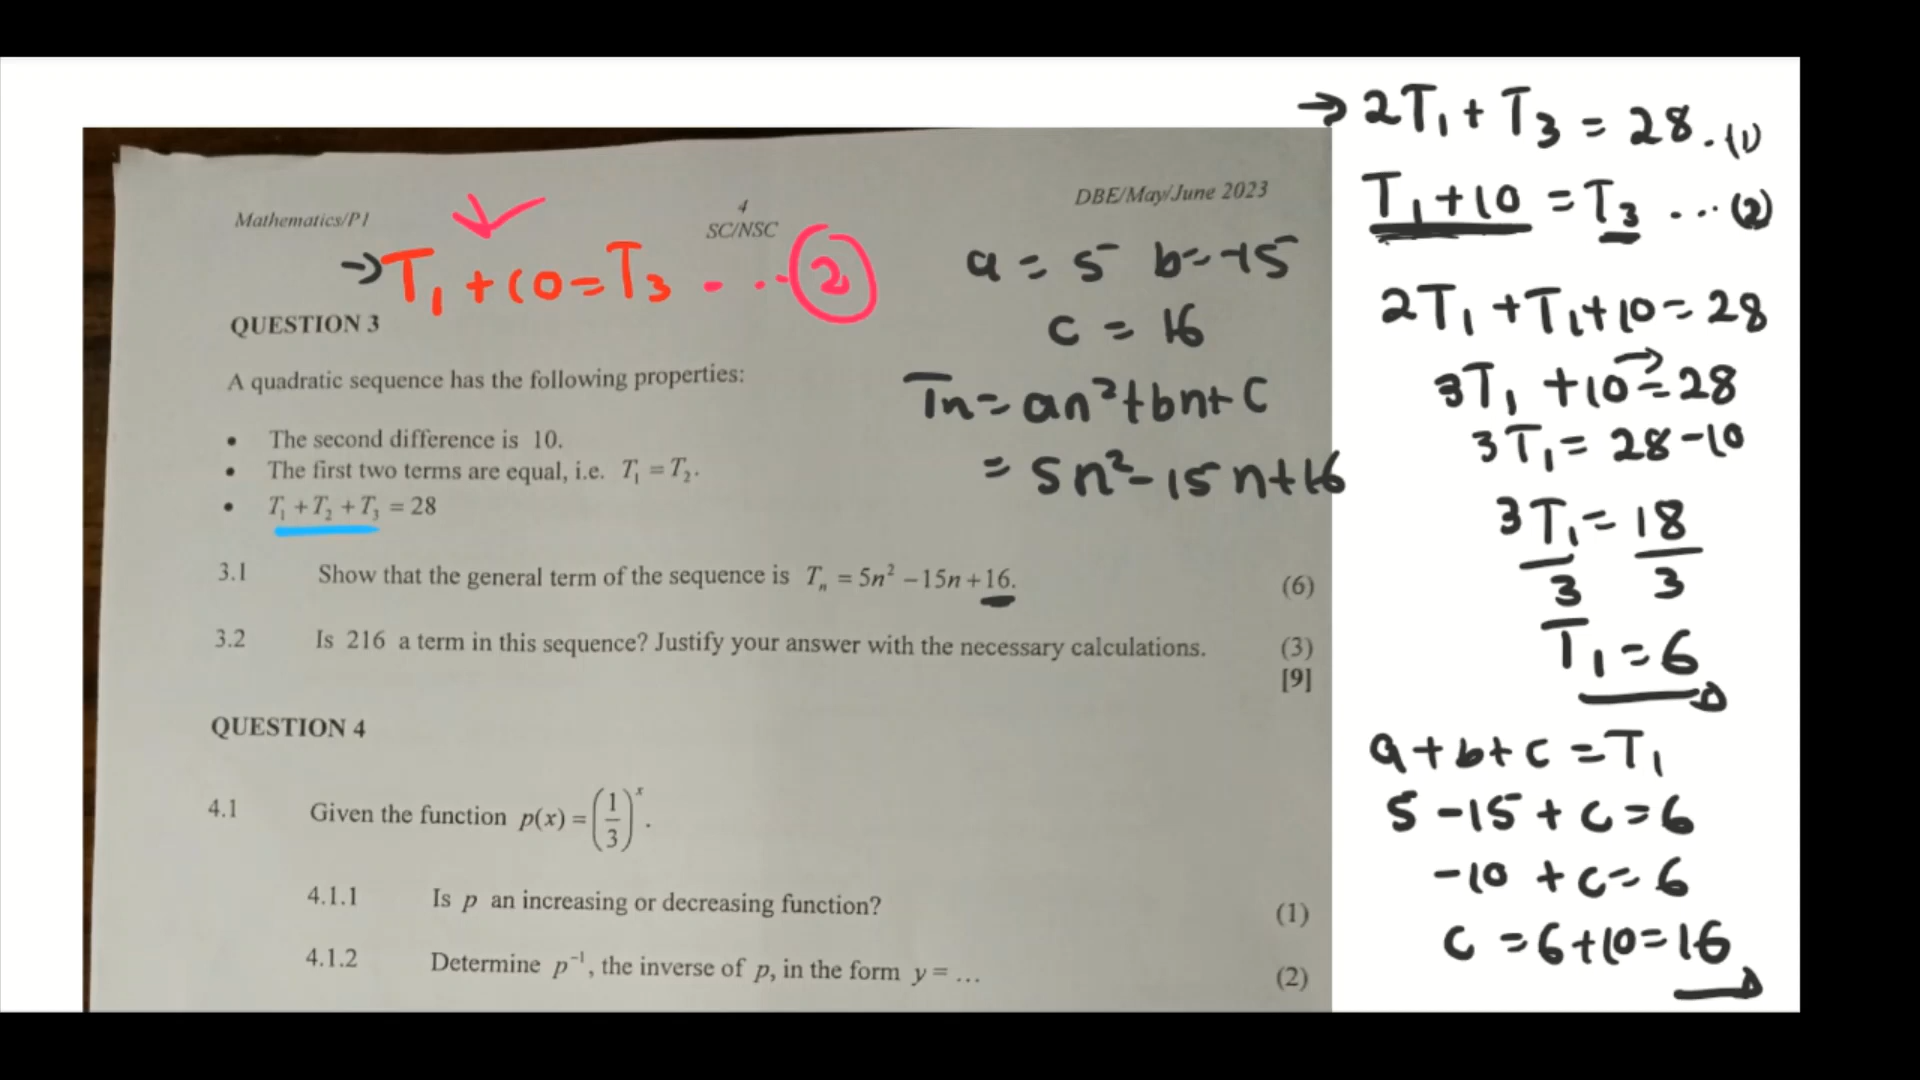 Mathematics/P1
4
SC/NSC
DBE/May/June 2023
→ T₁ + 10 = T₃ - .. - ②
QUESTION 3
A quadratic sequence has the following properties:
• The second difference is 10.
• The first two terms are equal, i.e. T₁ = T₂.
• T₁ + T₂ + T₃ = 28
3.1 Show that the general term of the sequence is Tₙ = 5n² – 15n + 16. (6)
3.2 Is 216 a term in this sequence? Justify your answer with the necessary calculations. (3)
[9]
QUESTION 4
4.1 Given the function p(x) = (1/3)ˣ.
4.1.1 Is p an increasing or decreasing function? (1)
4.1.2 Determine p⁻¹, the inverse of p, in the form y = ... (2)
a = 5 b = -15
c = 16
Tn = an² + bn + c
= 5n² - 15n + 16
→ 2T₁ + T₃ = 28 . (1)
T₁ + 10 = T₃ ... (2)
2T₁ + T₁ + 10 = 28
3T₁ + 10 = 28
3T₁ = 28 - 10
3T₁ = 18
3 3
T₁ = 6
a + b + c = T₁
5 - 15 + c = 6
-10 + c = 6
c = 6 + 10 = 16